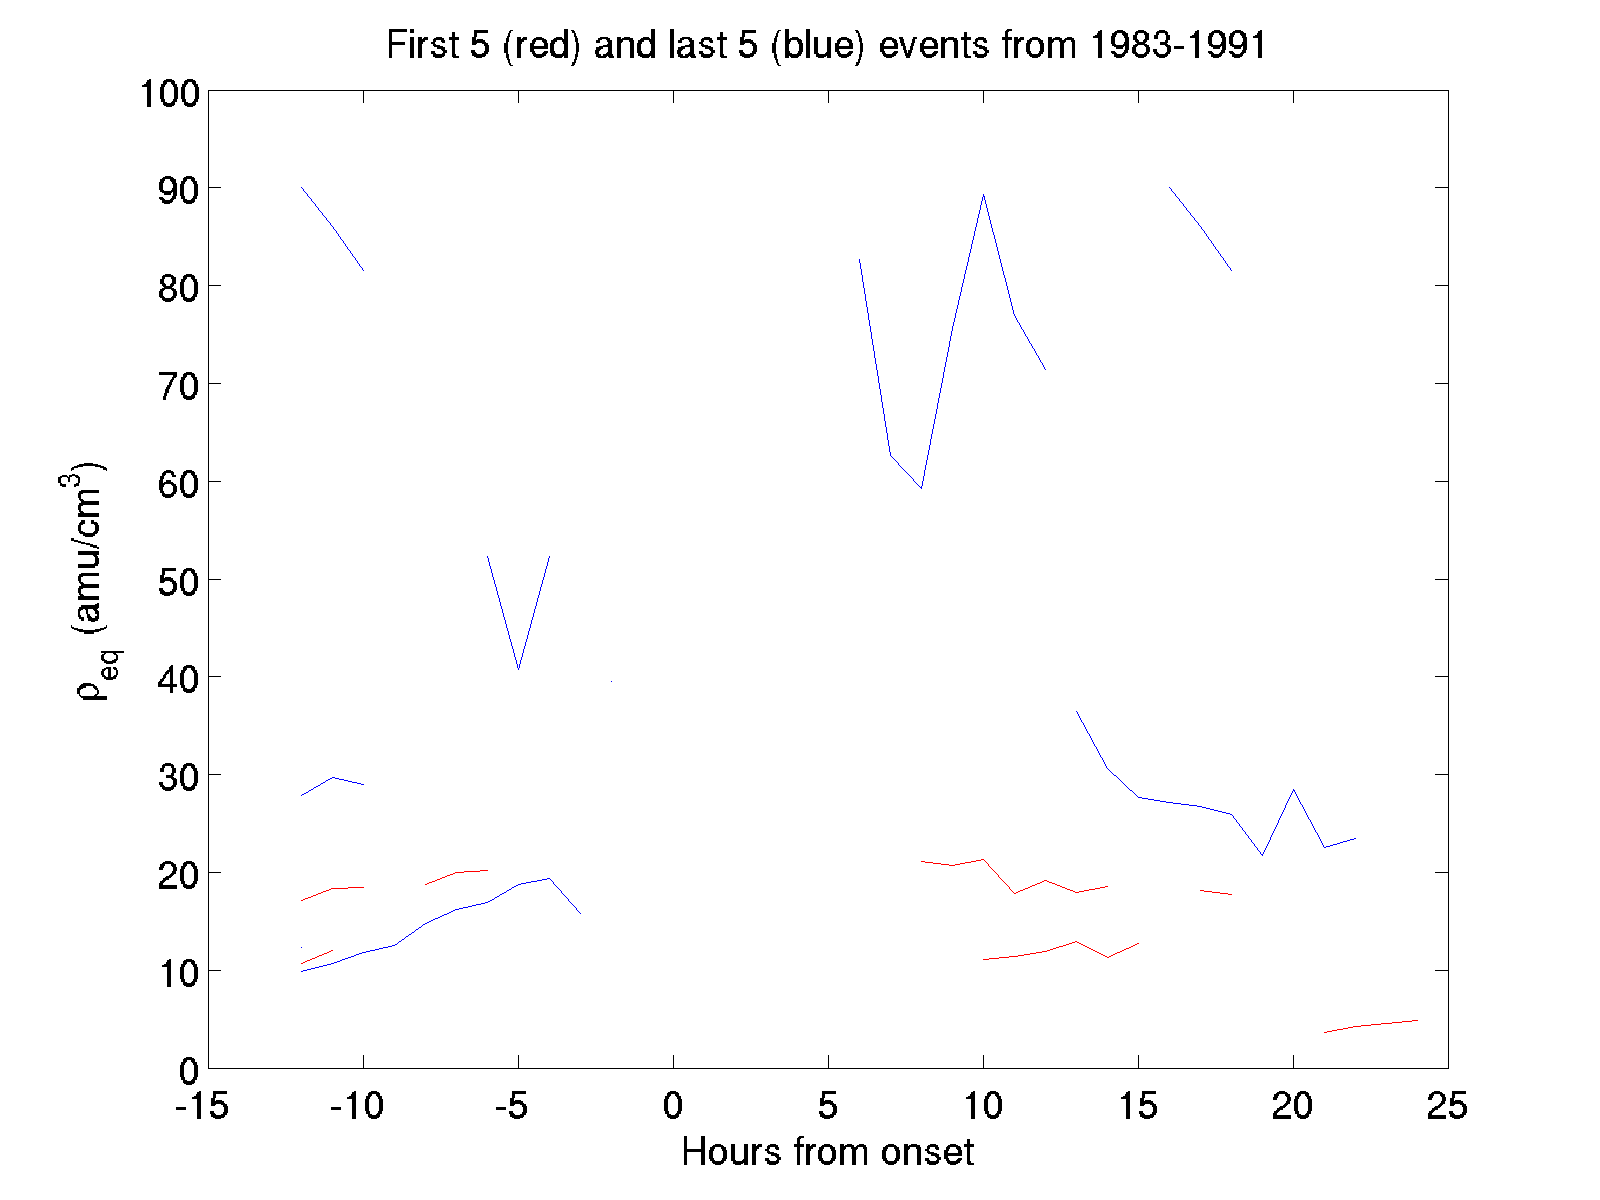 First 5 (red) and last 5 (blue) events from 1983-1991
100
90
80
70
60
50
40
30
20
10
0
-15 -10 -5 0 5 10 15 20 25
Hours from onset
ρeq (amu/cm³)